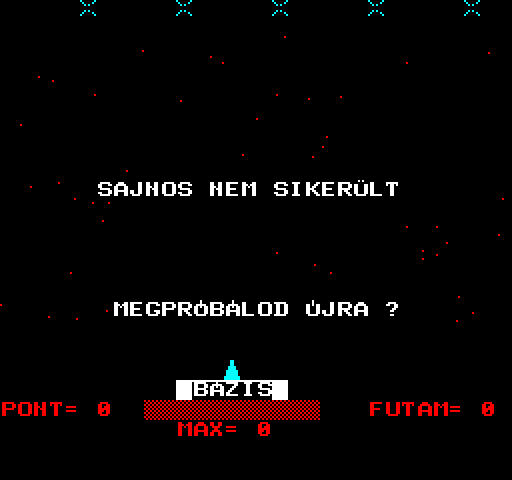 SAJNOS NEM SIKERÜLT
MEGPRÓBÁLOD ÚJRA ?
BÁZIS
PONT= 0
FUTAM= 0
MAX= 0